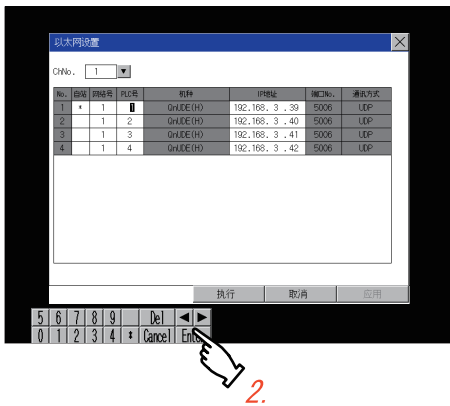 以太网设置
ChNo. 1
No. 自站 网络号 PLC号 机种 IP地址 端口No. 通讯方式
1 * 1 1 QnUDE(H) 192.168. 3 .39 5006 UDP
2 1 2 QnUDE(H) 192.168. 3 .40 5006 UDP
3 1 3 QnUDE(H) 192.168. 3 .41 5006 UDP
4 1 4 QnUDE(H) 192.168. 3 .42 5006 UDP
执行 取消 应用
5 6 7 8 9 Del ◀ ▶
0 1 2 3 4 * Cancel Enter
2.